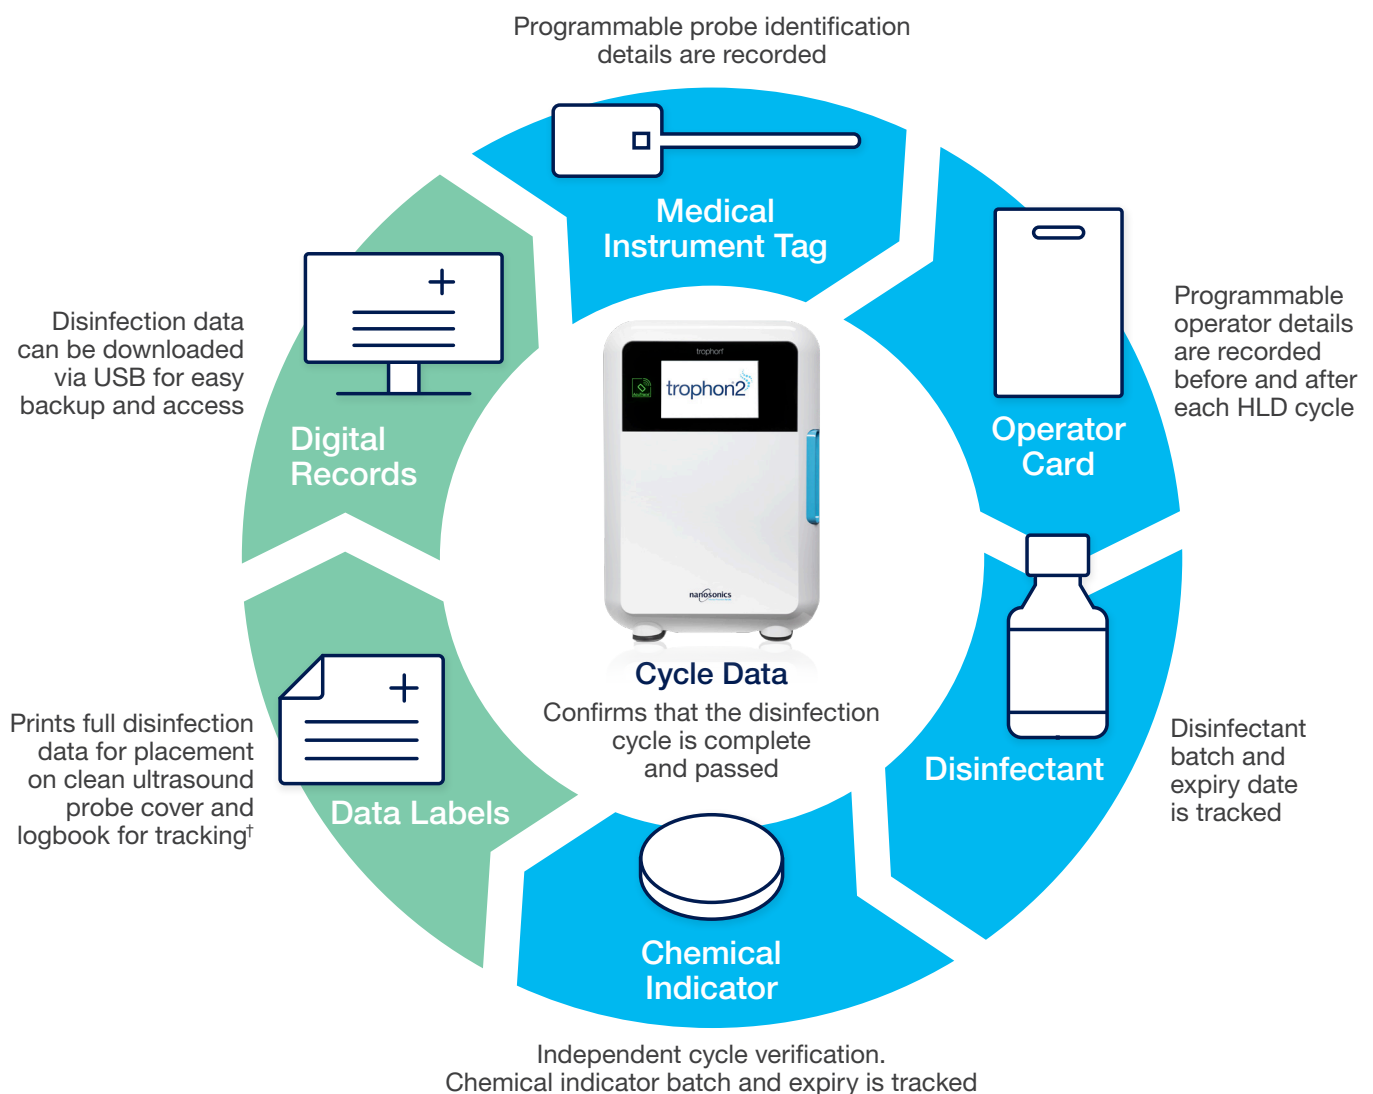 Programmable probe identification
details are recorded
Medical
Instrument Tag
Programmable
operator details
are recorded
before and after
each HLD cycle
Operator
Card
Disinfectant
batch and
expiry date
is tracked
Disinfectant
Chemical
Indicator
Independent cycle verification.
Chemical indicator batch and expiry is tracked
Prints full disinfection
data for placement
on clean ultrasound
probe cover and
logbook for tracking†
Data Labels
Disinfection data
can be downloaded
via USB for easy
backup and access
Digital
Records
trophon
trophon2
nanosonics
Cycle Data
Confirms that the disinfection
cycle is complete
and passed